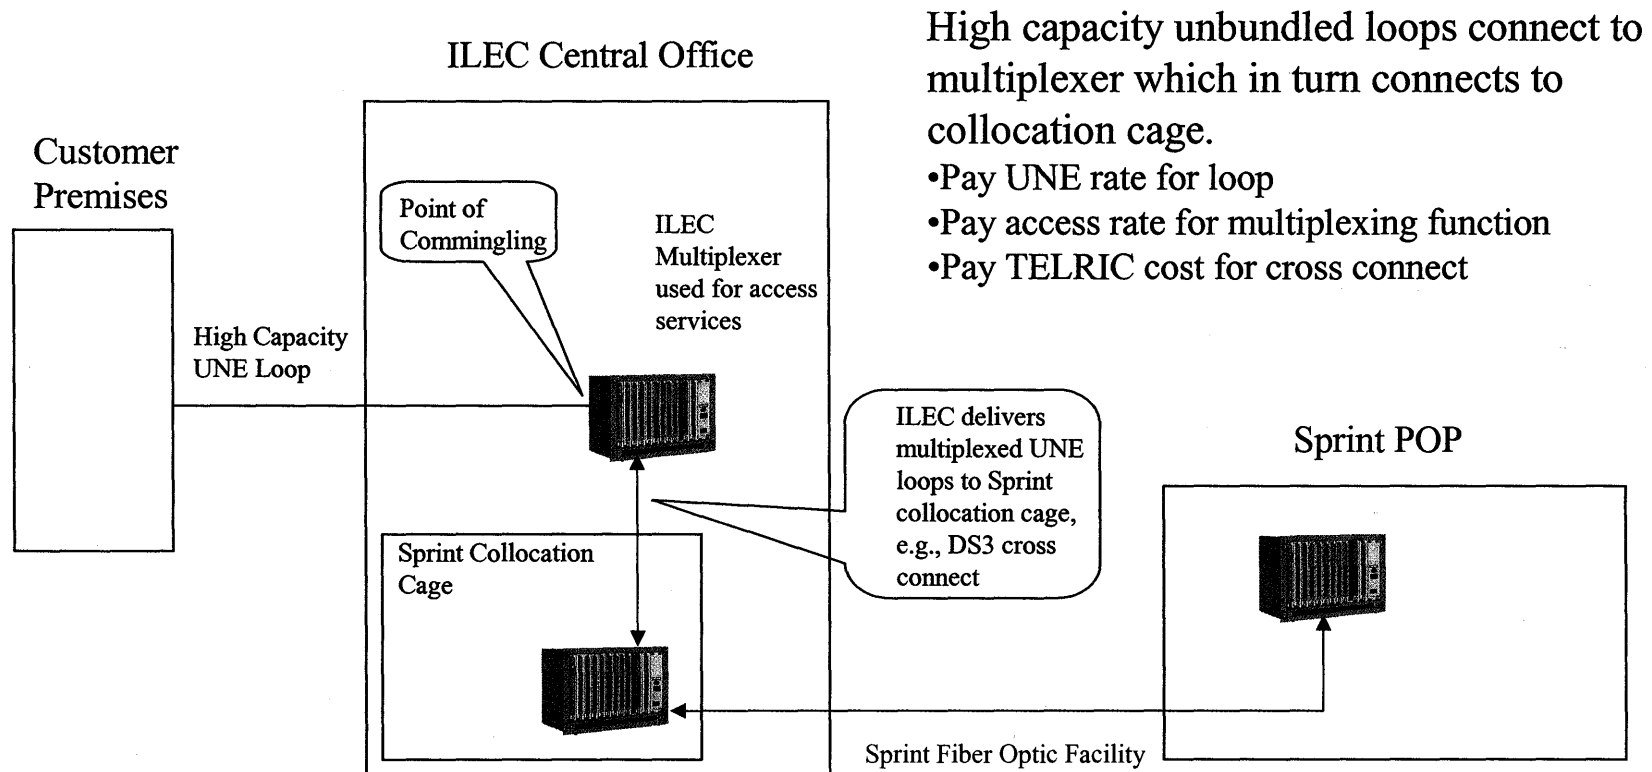 High capacity unbundled loops connect to
multiplexer which in turn connects to
collocation cage.
•Pay UNE rate for loop
•Pay access rate for multiplexing function
•Pay TELRIC cost for cross connect
ILEC Central Office
Customer
Premises
Point of
Commingling
ILEC
Multiplexer
used for access
services
High Capacity
UNE Loop
ILEC delivers
multiplexed UNE
loops to Sprint
collocation cage,
e.g., DS3 cross
connect
Sprint POP
Sprint Collocation
Cage
Sprint Fiber Optic Facility